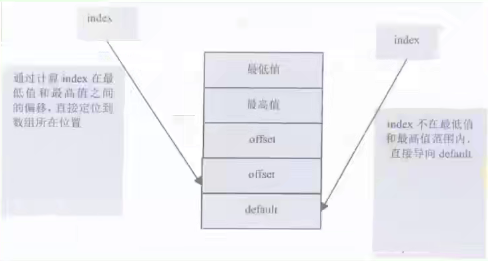 index
index
通过计算 index 在最
低值和最高值之间
的偏移，直接定位到
数组所在位置
最低值
最高值
offset
offset
default
index 不在最低值
和最高值范围内，
直接导向 default